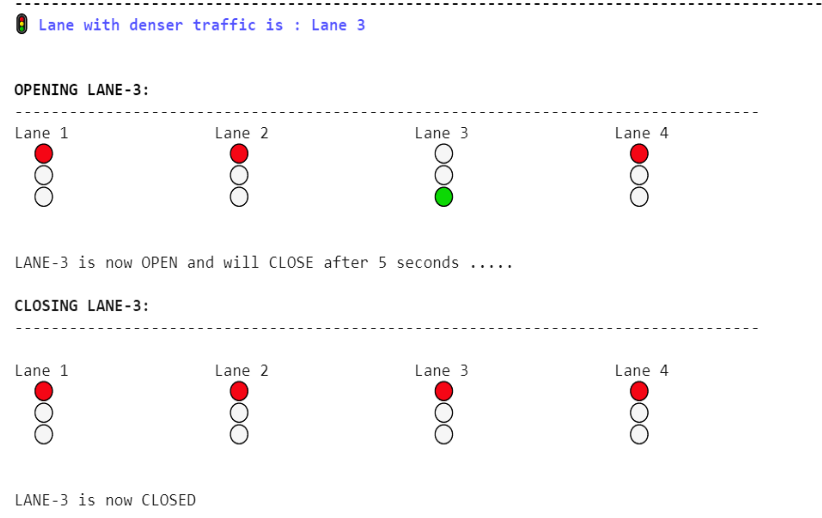 Lane with denser traffic is : Lane 3
OPENING LANE-3:
Lane 1 Lane 2 Lane 3 Lane 4
LANE-3 is now OPEN and will CLOSE after 5 seconds .....
CLOSING LANE-3:
Lane 1 Lane 2 Lane 3 Lane 4
LANE-3 is now CLOSED